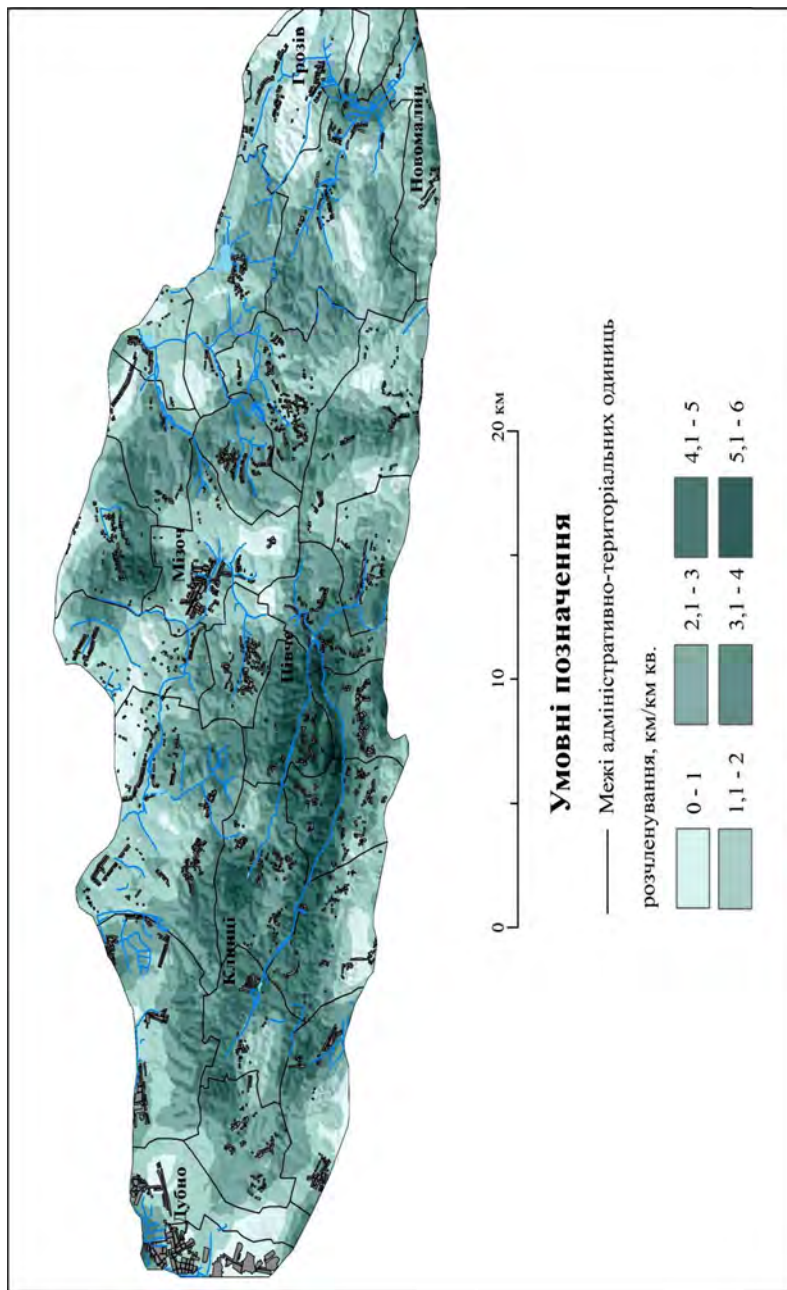 Дубно
Клинці
Півче
Мізоч
Новомалин
Грозів
0
10
20 км
Умовні позначення
Межі адміністративно-територіальних одиниць
розчленування, км/км кв.
0 - 1
2,1 - 3
4,1 - 5
1,1 - 2
3,1 - 4
5,1 - 6